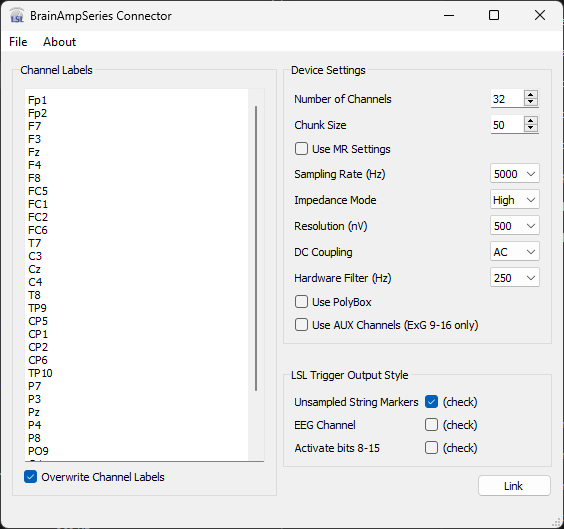 LSL
BrainAmpSeries Connector
File About
Channel Labels
Fp1
Fp2
F7
F3
Fz
F4
F8
FC5
FC1
FC2
FC6
T7
C3
Cz
C4
T8
TP9
CP5
CP1
CP2
CP6
TP10
P7
P3
Pz
P4
P8
PO9
Overwrite Channel Labels
Device Settings
Number of Channels 32
Chunk Size 50
Use MR Settings
Sampling Rate (Hz) 5000
Impedance Mode High
Resolution (nV) 500
DC Coupling AC
Hardware Filter (Hz) 250
Use PolyBox
Use AUX Channels (ExG 9-16 only)
LSL Trigger Output Style
Unsampled String Markers (check)
EEG Channel (check)
Activate bits 8-15 (check)
Link